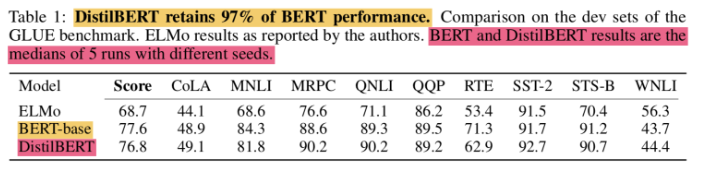 Table 1: DistilBERT retains 97% of BERT performance. Comparison on the dev sets of the
GLUE benchmark. ELMo results as reported by the authors. BERT and DistilBERT results are the
medians of 5 runs with different seeds.
Model Score CoLA MNLI MRPC QNLI QQP RTE SST-2 STS-B WNLI
ELMo 68.7 44.1 68.6 76.6 71.1 86.2 53.4 91.5 70.4 56.3
BERT-base 77.6 48.9 84.3 88.6 89.3 89.5 71.3 91.7 91.2 43.7
DistilBERT 76.8 49.1 81.8 90.2 90.2 89.2 62.9 92.7 90.7 44.4